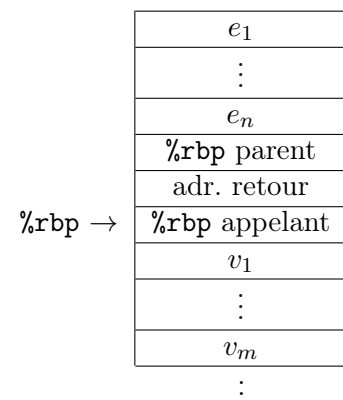 e₁
⋮
eₙ
%rbp parent
adr. retour
%rbp → %rbp appelant
v₁
⋮
vₘ
⋮